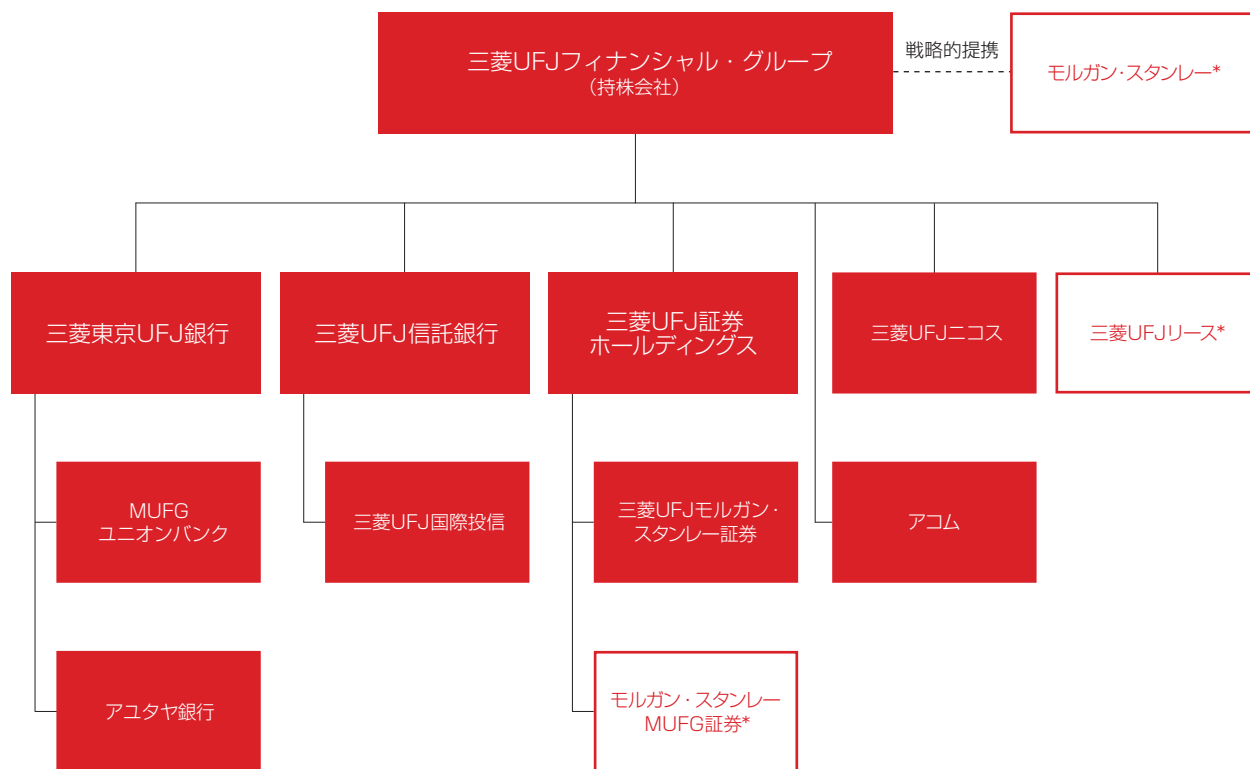 三菱UFJフィナンシャル・グループ
（持株会社）
戦略的提携
モルガン・スタンレー*
三菱東京UFJ銀行
三菱UFJ信託銀行
三菱UFJ証券
ホールディングス
三菱UFJニコス
三菱UFJリース*
MUFG
ユニオンバンク
三菱UFJ国際投信
三菱UFJモルガン・
スタンレー証券
アコム
アユタヤ銀行
モルガン・スタンレー
MUFG証券*